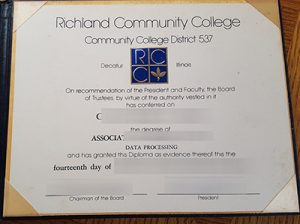 Richland Community College
Community College District 537
Decatur RCC Illinois
On recommendation of the President and Faculty, the Board
of Trustees, by virtue of the authority vested in it
has conferred on
C
the degree of
ASSOCIAT
DATA PROCESSING
and has granted this Diploma as evidence thereof this the
fourteenth day of
Chairman of the Board President